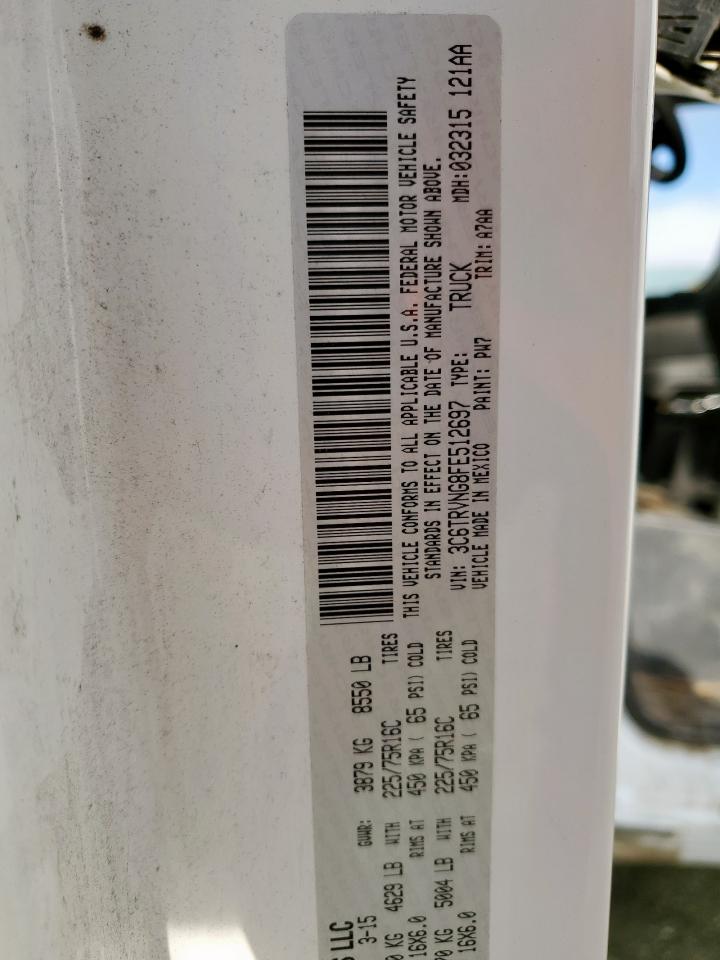 S LLC
3-15 GVWR: 3879 KG 8550 LB
0 KG 4629 LB WITH 225/75R16C TIRES
16X6.0 RIMS AT 450 KPA ( 65 PSI) COLD
70 KG 5004 LB WITH 225/75R16C TIRES
16X6.0 RIMS AT 450 KPA ( 65 PSI) COLD
THIS VEHICLE CONFORMS TO ALL APPLICABLE U.S.A. FEDERAL MOTOR VEHICLE SAFETY
STANDARDS IN EFFECT ON THE DATE OF MANUFACTURE SHOWN ABOVE.
VIN: 3C6TRVNG8FE512697 TYPE: TRUCK MDH:032315 121AA
VEHICLE MADE IN MEXICO PAINT: PW7 TRIM: A7AA